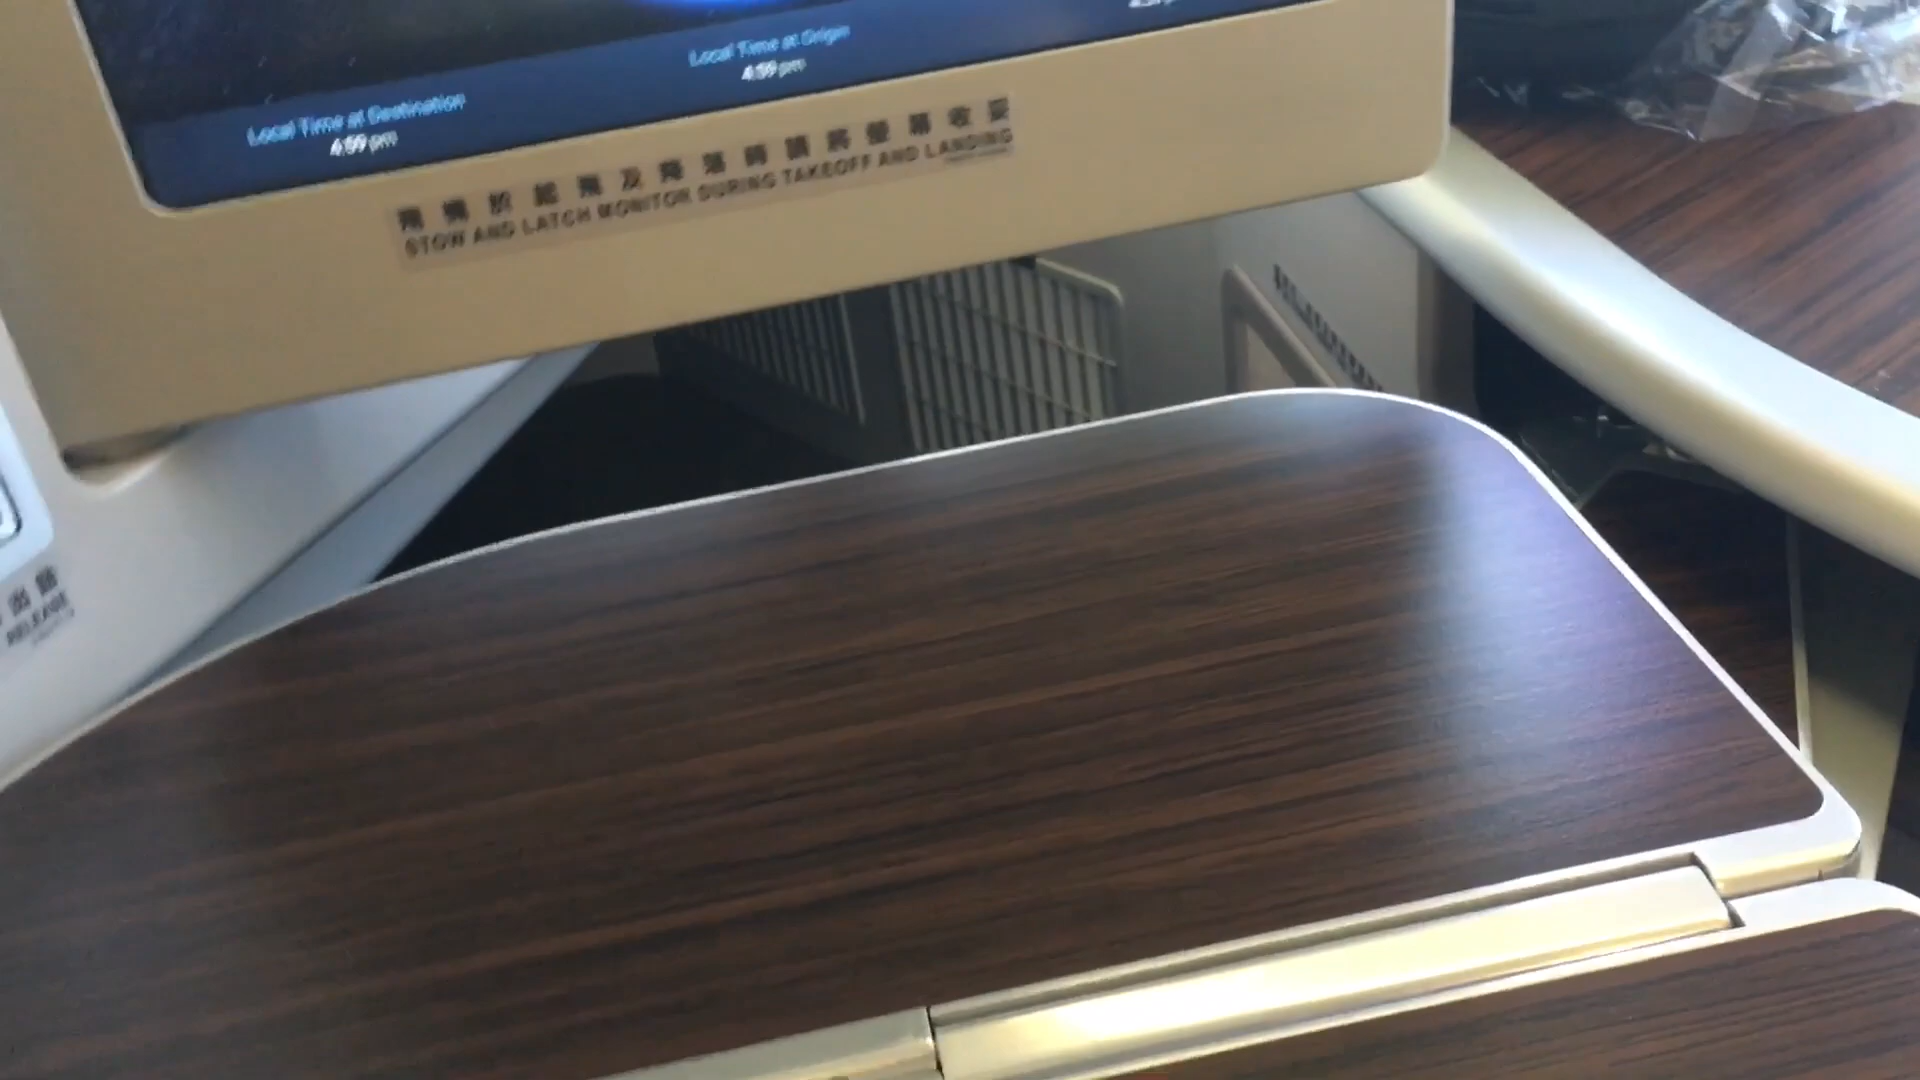 Local Time at Origin
4:59 pm
Local Time at Destination
4:59 pm
飛機於起飛及降落時請將螢幕收妥
STOW AND LATCH MONITOR DURING TAKEOFF AND LANDING
RELEASE